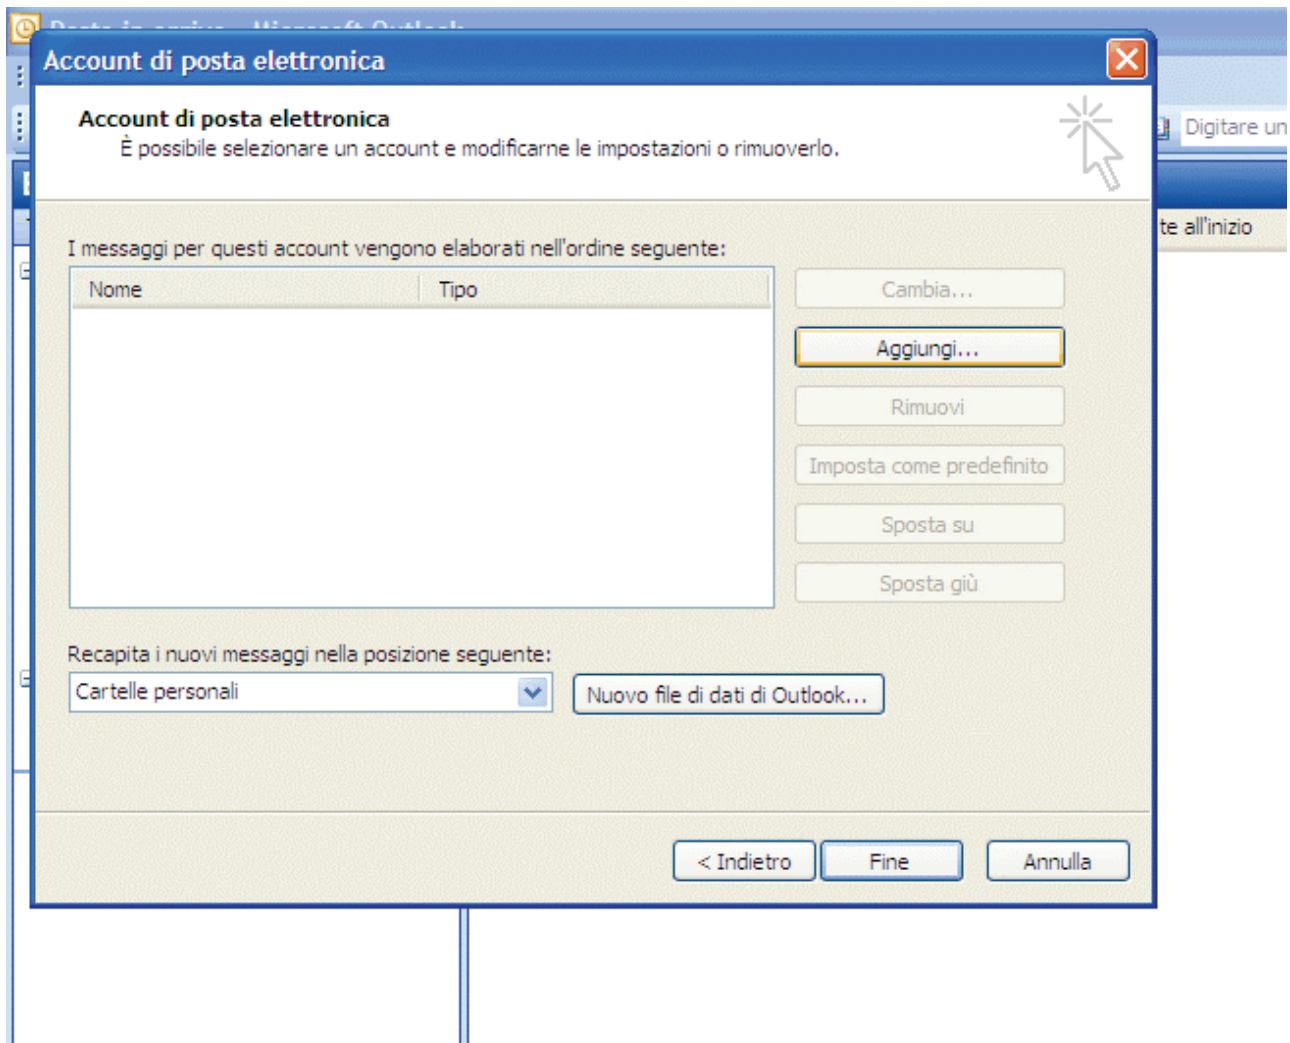 Account di posta elettronica
Account di posta elettronica
È possibile selezionare un account e modificarne le impostazioni o rimuoverlo.
Digitare un
te all'inizio
I messaggi per questi account vengono elaborati nell'ordine seguente:
Nome Tipo
Cambia...
Aggiungi...
Rimuovi
Imposta come predefinito
Sposta su
Sposta giù
Recapita i nuovi messaggi nella posizione seguente:
Cartelle personali
Nuovo file di dati di Outlook...
< Indietro Fine Annulla